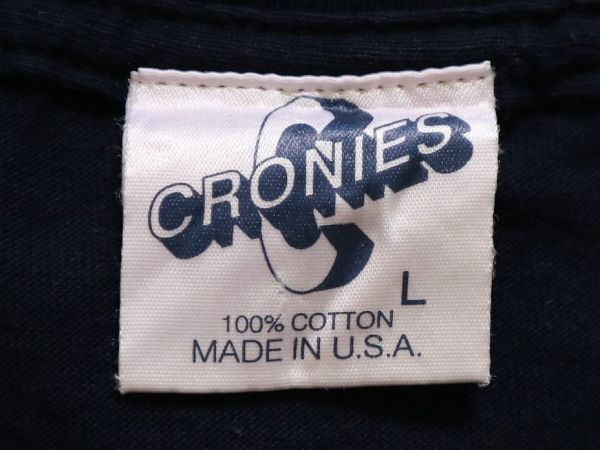 C
CRONIES
L
100% COTTON
MADE IN U.S.A.